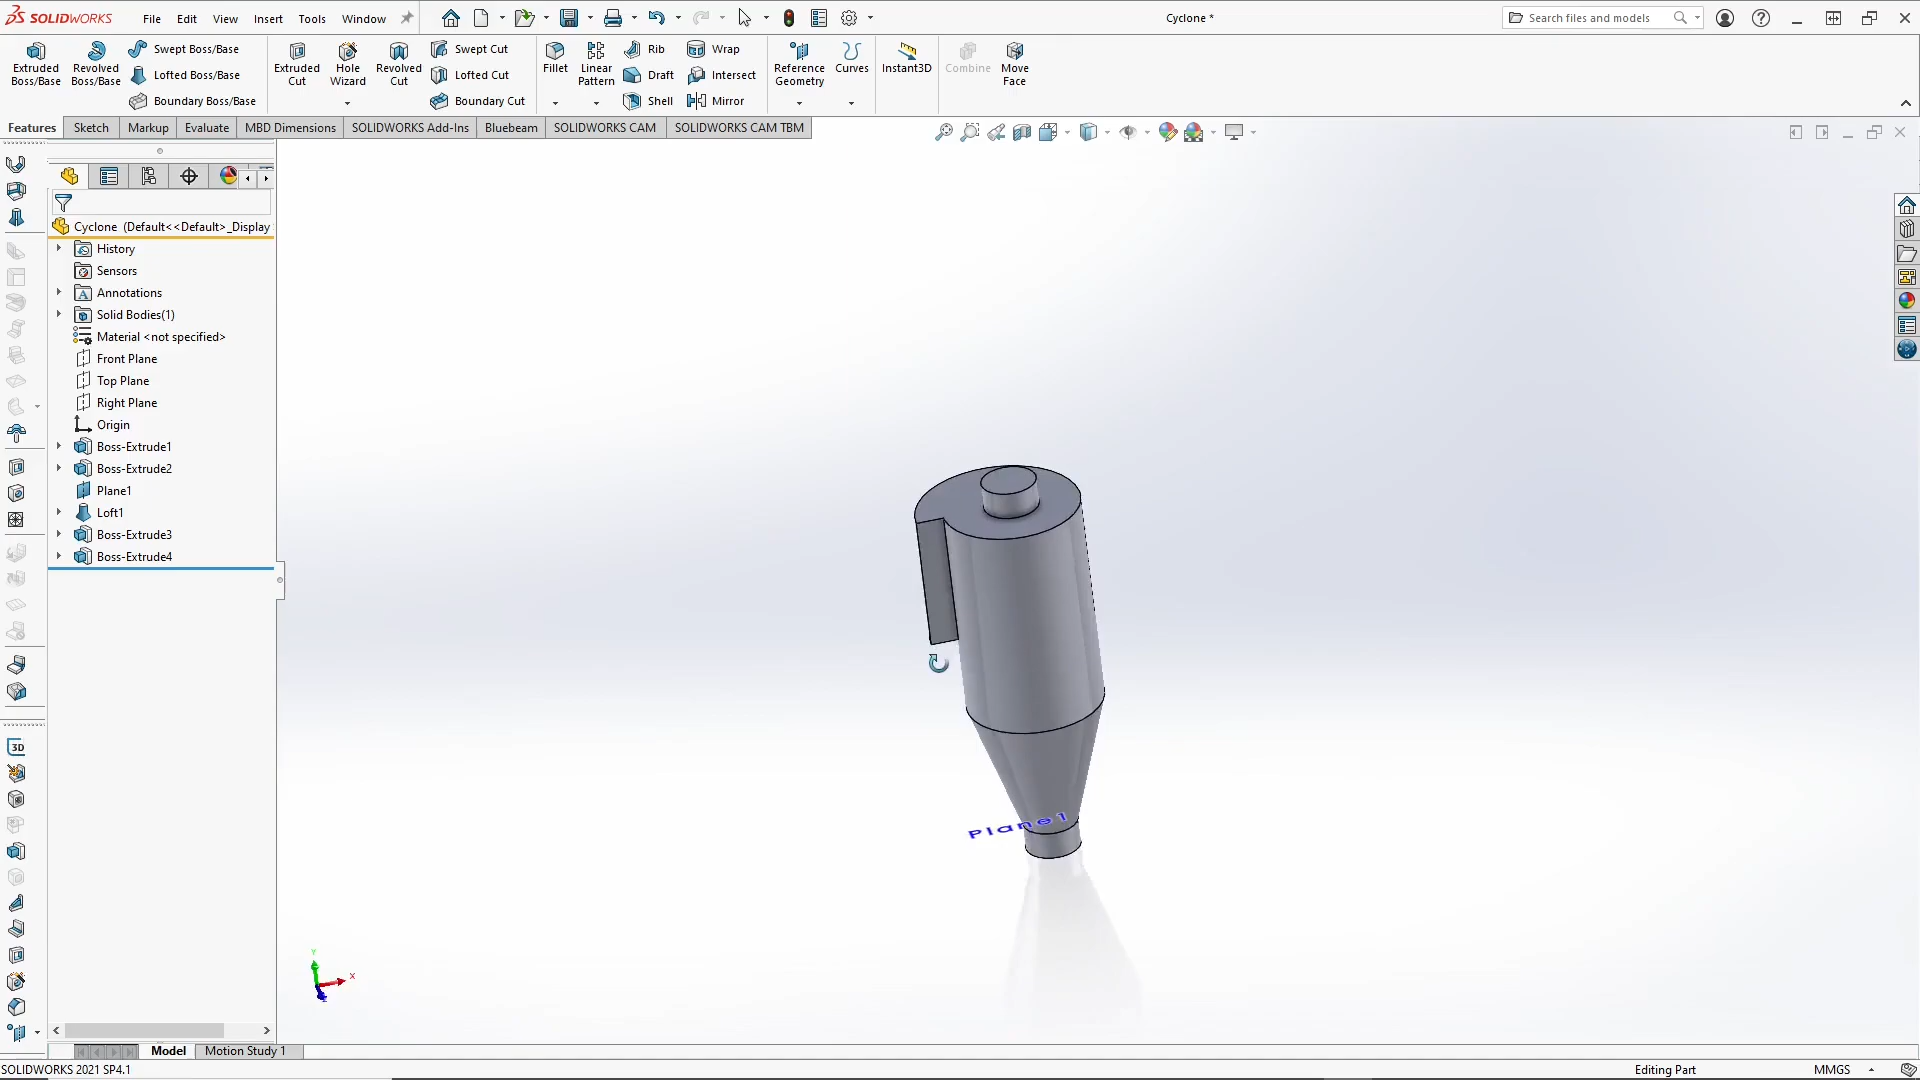 SOLIDWORKS
File Edit View Insert Tools Window
Cyclone *
Search files and models
Extruded Boss/Base
Revolved Boss/Base
Swept Boss/Base
Lofted Boss/Base
Boundary Boss/Base
Extruded Cut
Hole Wizard
Revolved Cut
Swept Cut
Lofted Cut
Boundary Cut
Fillet
Linear Pattern
Rib
Draft
Shell
Wrap
Intersect
Mirror
Reference Geometry
Curves
Instant3D
Combine
Move Face
Features Sketch Markup Evaluate MBD Dimensions SOLIDWORKS Add-Ins Bluebeam SOLIDWORKS CAM SOLIDWORKS CAM TBM
Cyclone (Default<<Default>_Display
History
Sensors
Annotations
Solid Bodies(1)
Material <not specified>
Front Plane
Top Plane
Right Plane
Origin
Boss-Extrude1
Boss-Extrude2
Plane1
Loft1
Boss-Extrude3
Boss-Extrude4
3D
Plane1
Y
X
Model Motion Study 1
SOLIDWORKS 2021 SP4.1
Editing Part
MMGS